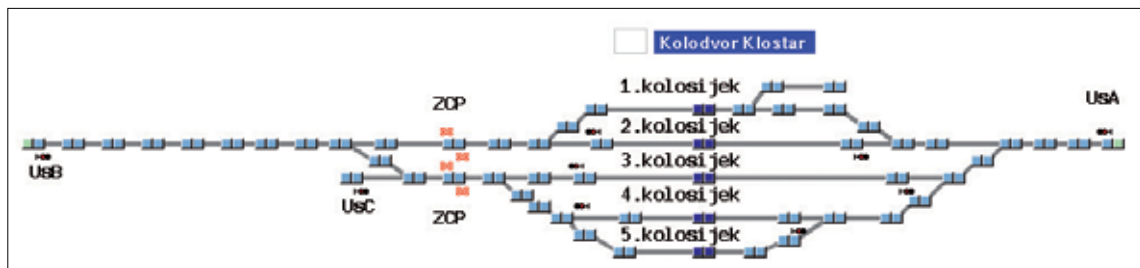 Kolodvor Klostar
1.kolosijek
ZCP
UsA
2.kolosijek
3.kolosijek
UsB
4.kolosijek
UsC
ZCP
5.kolosijek